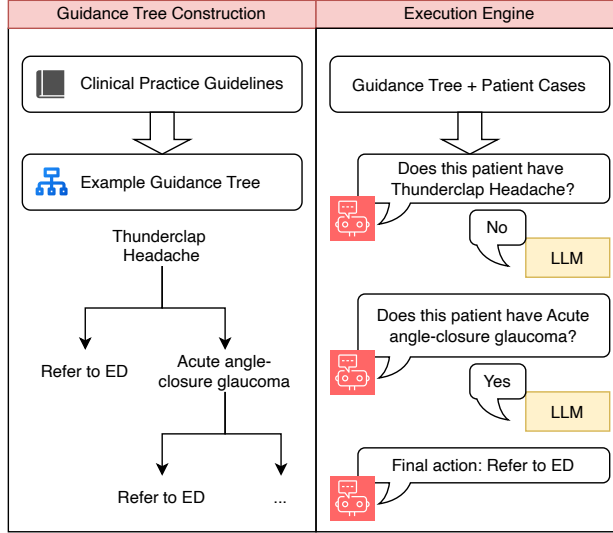 Guidance Tree Construction
Clinical Practice Guidelines
Example Guidance Tree
Thunderclap
Headache
Refer to ED
Acute angle-
closure glaucoma
Refer to ED
...
Execution Engine
Guidance Tree + Patient Cases
Does this patient have
Thunderclap Headache?
No
LLM
Does this patient have Acute
angle-closure glaucoma?
Yes
LLM
Final action: Refer to ED